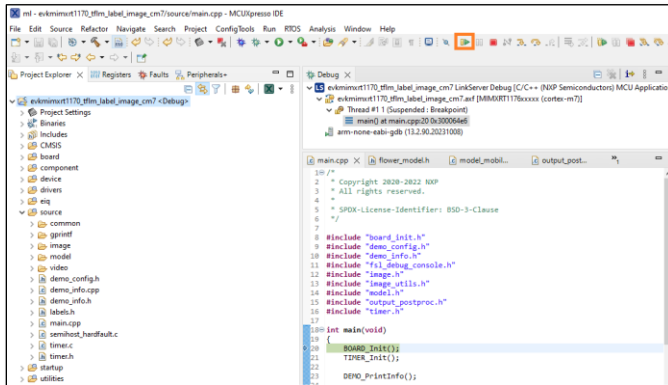 ml - evkmimxrt1170_tflm_label_image_cm7/source/main.cpp - MCUXpresso IDE
File Edit Source Refactor Navigate Search Project ConfigTools Run RTOS Analysis Window Help
Project Explorer Registers Faults Peripherals+
evkmimxrt1170_tflm_label_image_cm7 <Debug>
Project Settings
Binaries
Includes
CMSIS
board
component
device
drivers
eiq
source
common
gprintf
image
model
video
demo_config.h
demo_info.cpp
demo_info.h
labels.h
main.cpp
semihost_hardfault.c
timer.c
timer.h
startup
utilities
Debug
evkmimxrt1170_tflm_label_image_cm7 LinkServer Debug [C/C++ (NXP Semiconductors) MCU Application
evkmimxrt1170_tflm_label_image_cm7.axf [MIMXRT1176xxxxx (cortex-m7)]
Thread #1 1 (Suspended : Breakpoint)
main() at main.cpp:20 0x300064e6
arm-none-eabi-gdb (13.2.90.20231008)
main.cpp flower_model.h model_mobil... output_post... 1
1 /*
2 * Copyright 2020-2022 NXP
3 * All rights reserved.
4 *
5 * SPDX-License-Identifier: BSD-3-Clause
6 */
7
8 #include "board_init.h"
9 #include "demo_config.h"
10 #include "demo_info.h"
11 #include "fsl_debug_console.h"
12 #include "image.h"
13 #include "image_utils.h"
14 #include "model.h"
15 #include "output_postproc.h"
16 #include "timer.h"
17
18 int main(void)
19 {
20 BOARD_Init();
21 TIMER_Init();
22
23 DEMO_PrintInfo();